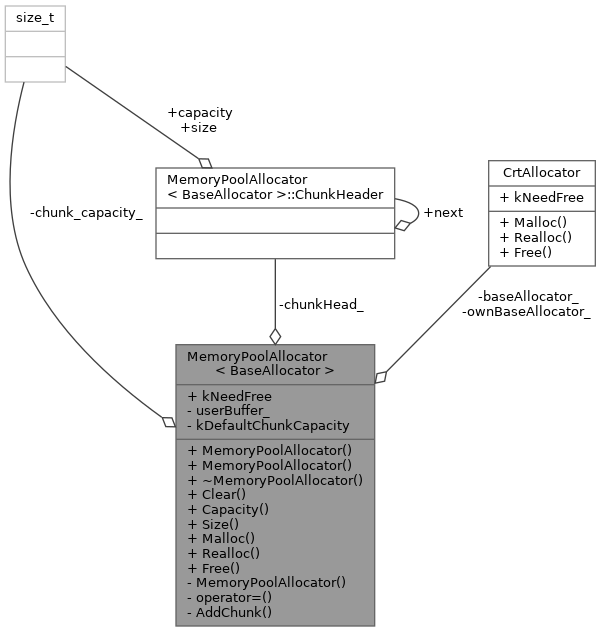 size_t
+capacity
+size
MemoryPoolAllocator
< BaseAllocator >::ChunkHeader
+next
CrtAllocator
+ kNeedFree
+ Malloc()
+ Realloc()
+ Free()
-chunk_capacity_
-chunkHead_
-baseAllocator_
-ownBaseAllocator_
MemoryPoolAllocator
< BaseAllocator >
+ kNeedFree
- userBuffer_
- kDefaultChunkCapacity
+ MemoryPoolAllocator()
+ MemoryPoolAllocator()
+ ~MemoryPoolAllocator()
+ Clear()
+ Capacity()
+ Size()
+ Malloc()
+ Realloc()
+ Free()
- MemoryPoolAllocator()
- operator=()
- AddChunk()